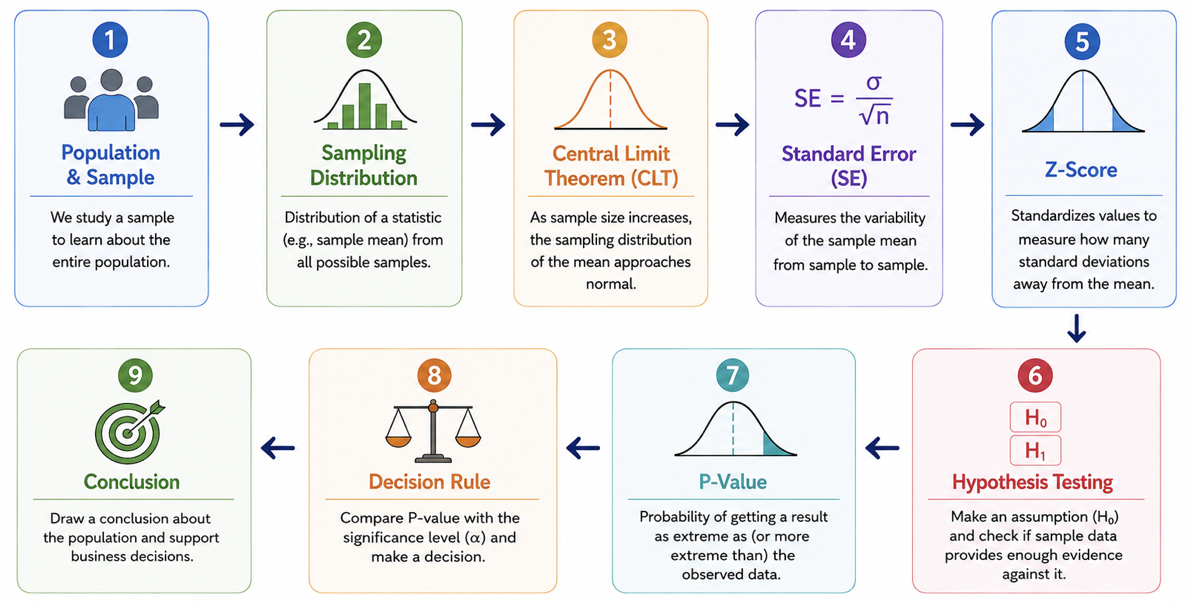 1
Population
& Sample
We study a sample
to learn about the
entire population.
2
Sampling
Distribution
Distribution of a statistic
(e.g., sample mean) from
all possible samples.
3
Central Limit
Theorem (CLT)
As sample size increases,
the sampling distribution
of the mean approaches
normal.
4
SE = σ / √n
Standard Error
(SE)
Measures the variability
of the sample mean
from sample to sample.
5
Z-Score
Standardizes values to
measure how many
standard deviations
away from the mean.
6
H₀
H₁
Hypothesis Testing
Make an assumption (H₀)
and check if sample data
provides enough evidence
against it.
7
P-Value
Probability of getting a result
as extreme as (or more
extreme than) the
observed data.
8
Decision Rule
Compare P-value with the
significance level (α) and
make a decision.
9
Conclusion
Draw a conclusion about
the population and support
business decisions.